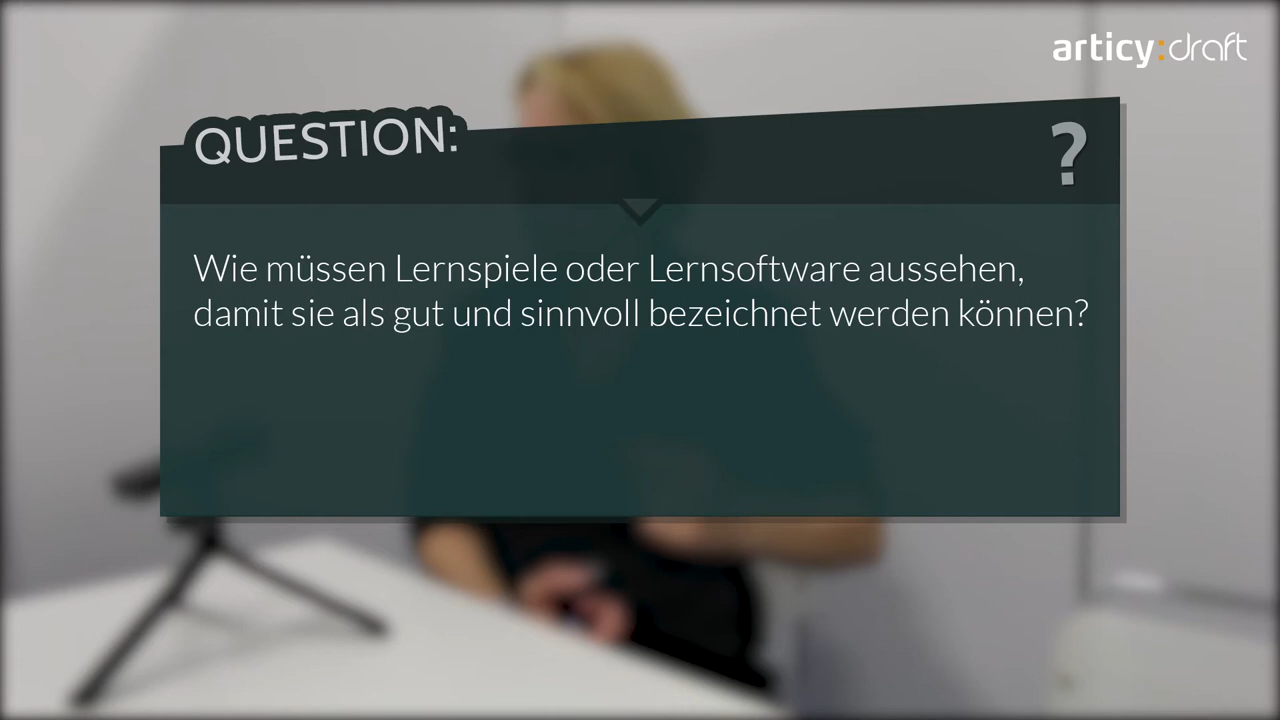 articy:draft
QUESTION:
?
Wie müssen Lernspiele oder Lernsoftware aussehen,
damit sie als gut und sinnvoll bezeichnet werden können?